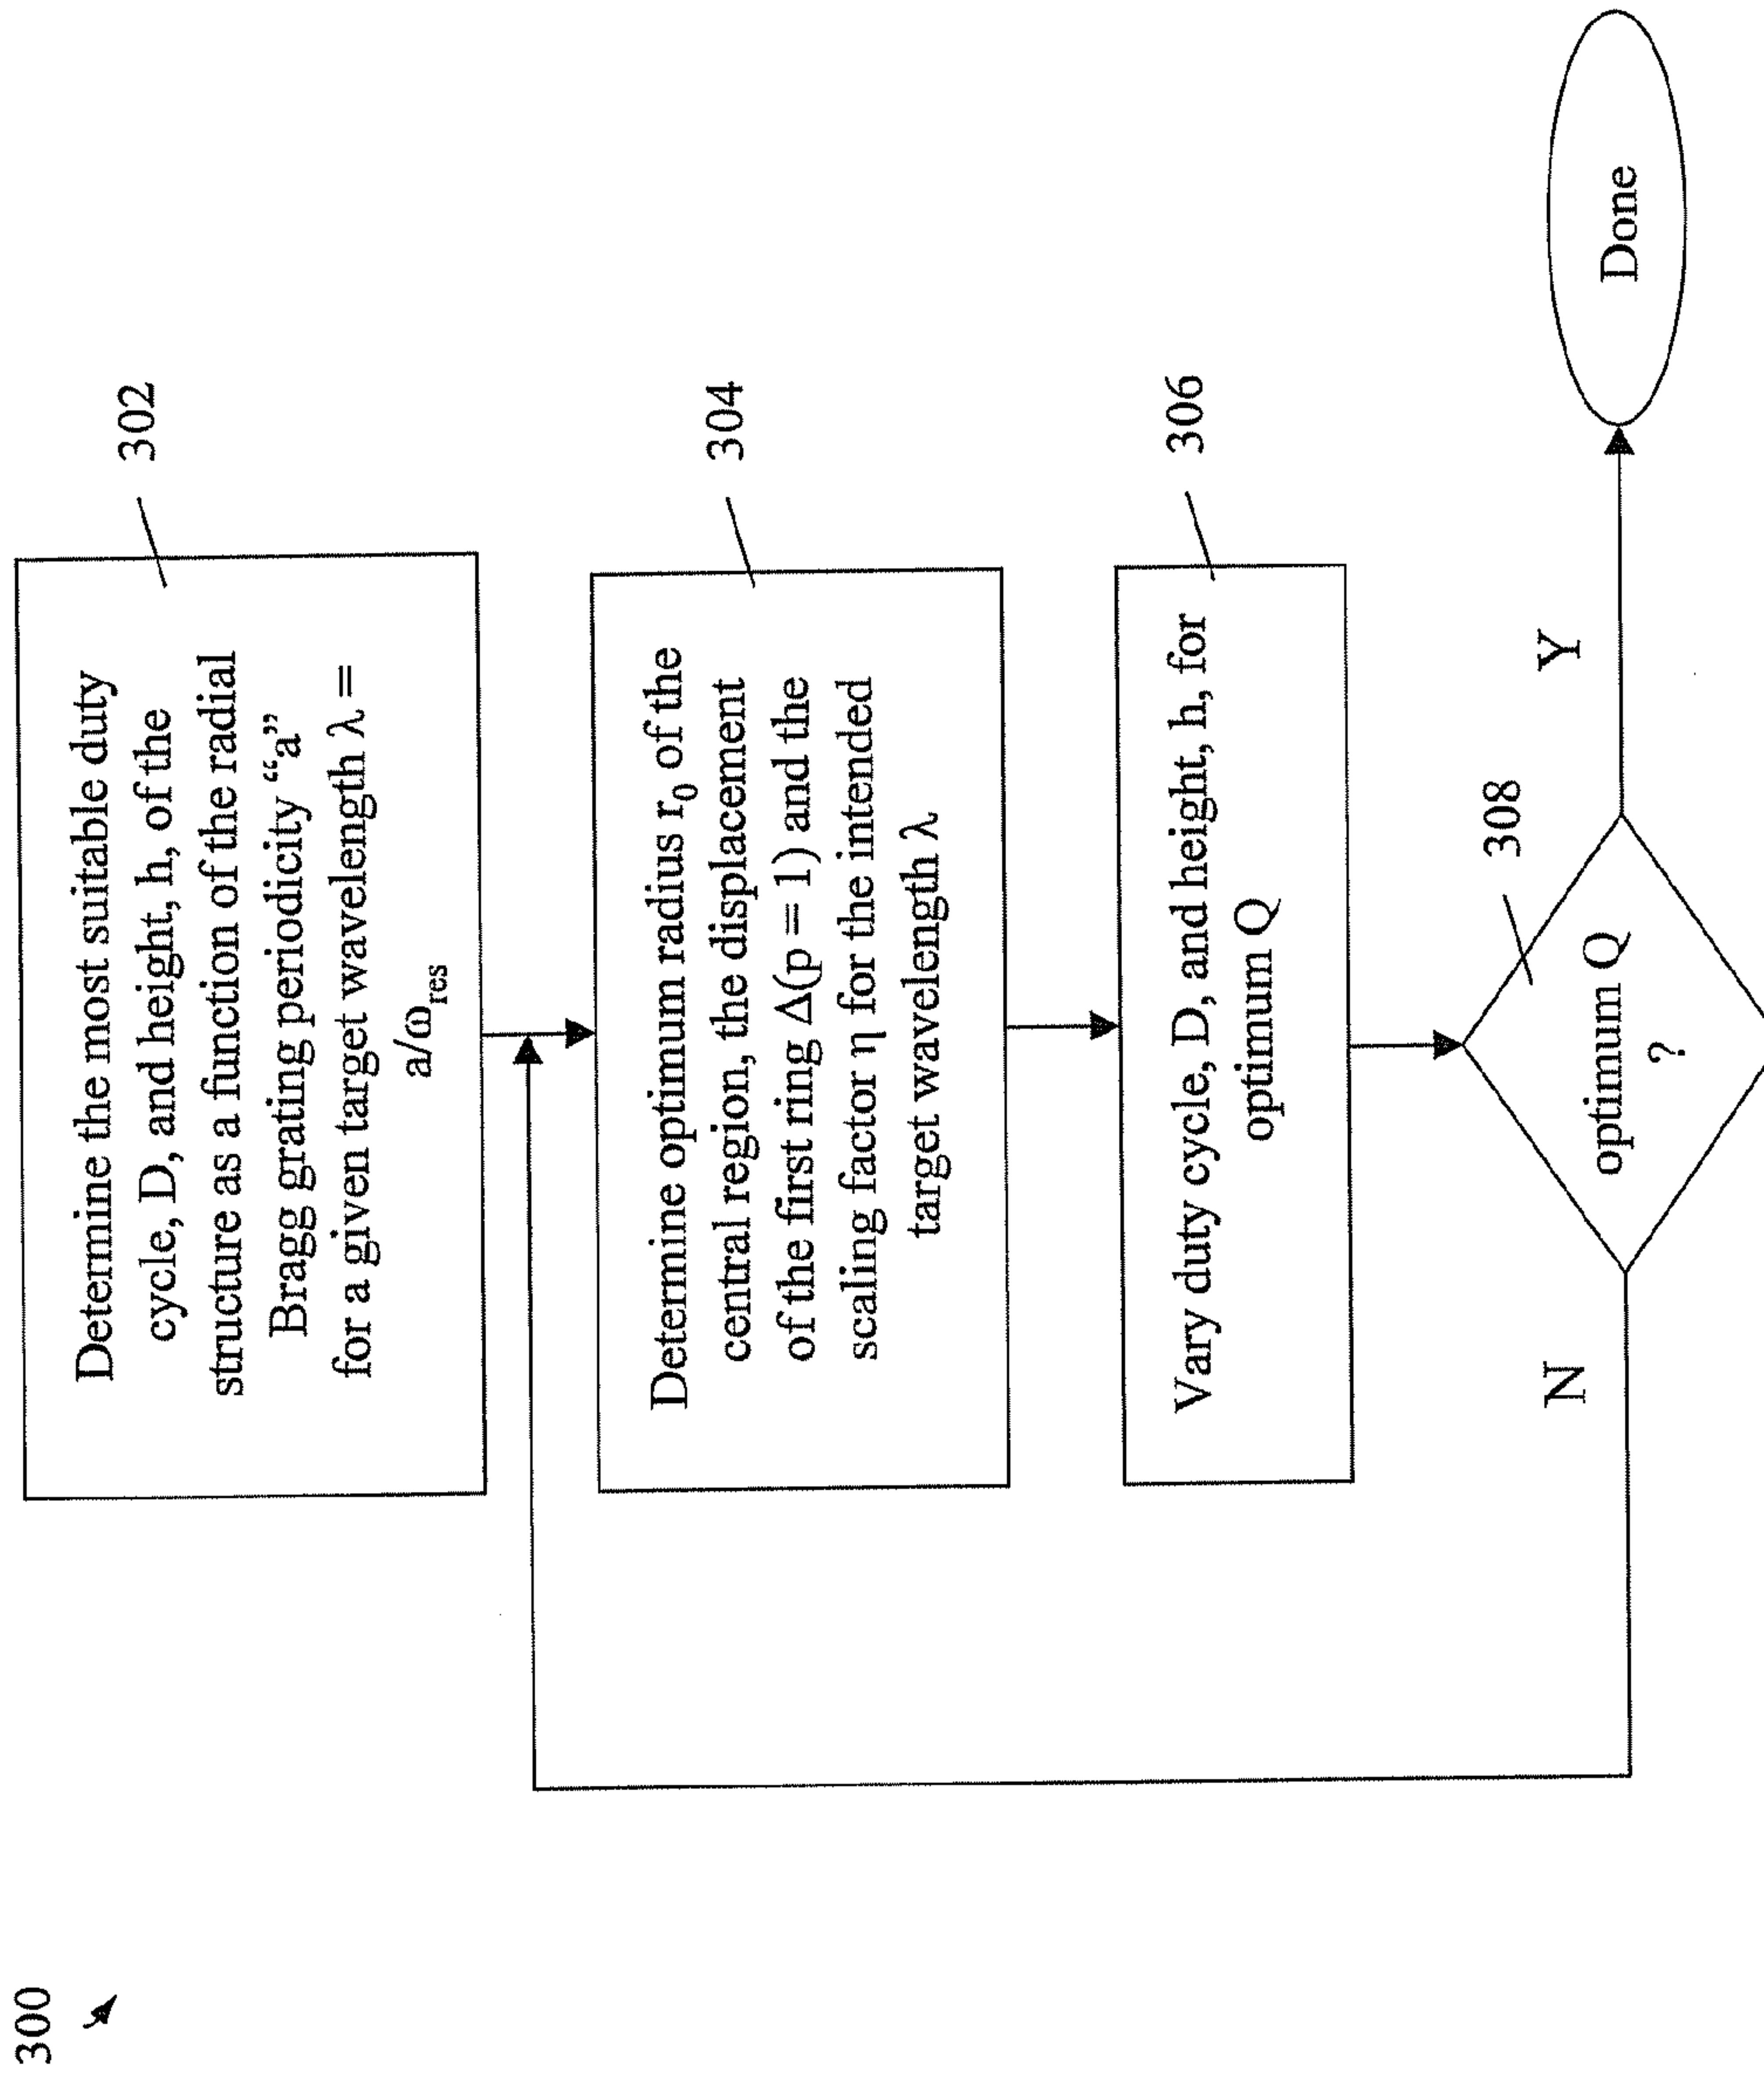 300
Determine the most suitable duty
cycle, D, and height, h, of the
structure as a function of the radial
Bragg grating periodicity “a”
for a given target wavelength λ =
a/ω_res
302
Determine optimum radius r₀ of the
central region, the displacement
of the first ring Δ(p = 1) and the
scaling factor η for the intended
target wavelength λ
304
Vary duty cycle, D, and height, h, for
optimum Q
306
308
optimum Q
?
N
Y
Done